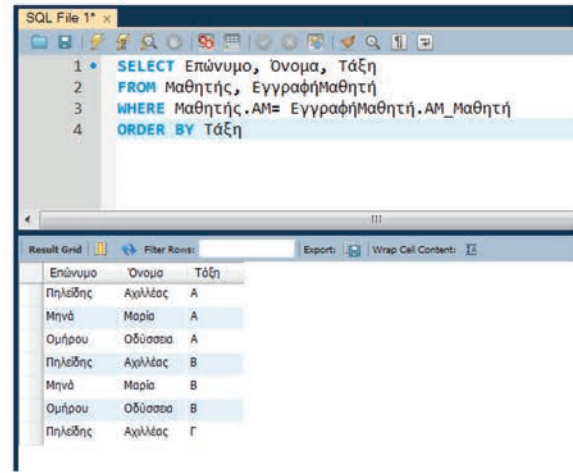 SQL File 1* ×
1 SELECT Επώνυμο, Όνομα, Τάξη
2 FROM Μαθητής, ΕγγραφήΜαθητή
3 WHERE Μαθητής.ΑΜ= ΕγγραφήΜαθητή.ΑΜ_Μαθητή
4 ORDER BY Τάξη
Result Grid Filter Rows: Export: Wrap Cell Content:
Επώνυμο Όνομα Τάξη
Πηλείδης Αχιλλέας Α
Μηνά Μαρία Α
Ομήρου Οδύσσεια Α
Πηλείδης Αχιλλέας Β
Μηνά Μαρία Β
Ομήρου Οδύσσεια Β
Πηλείδης Αχιλλέας Γ